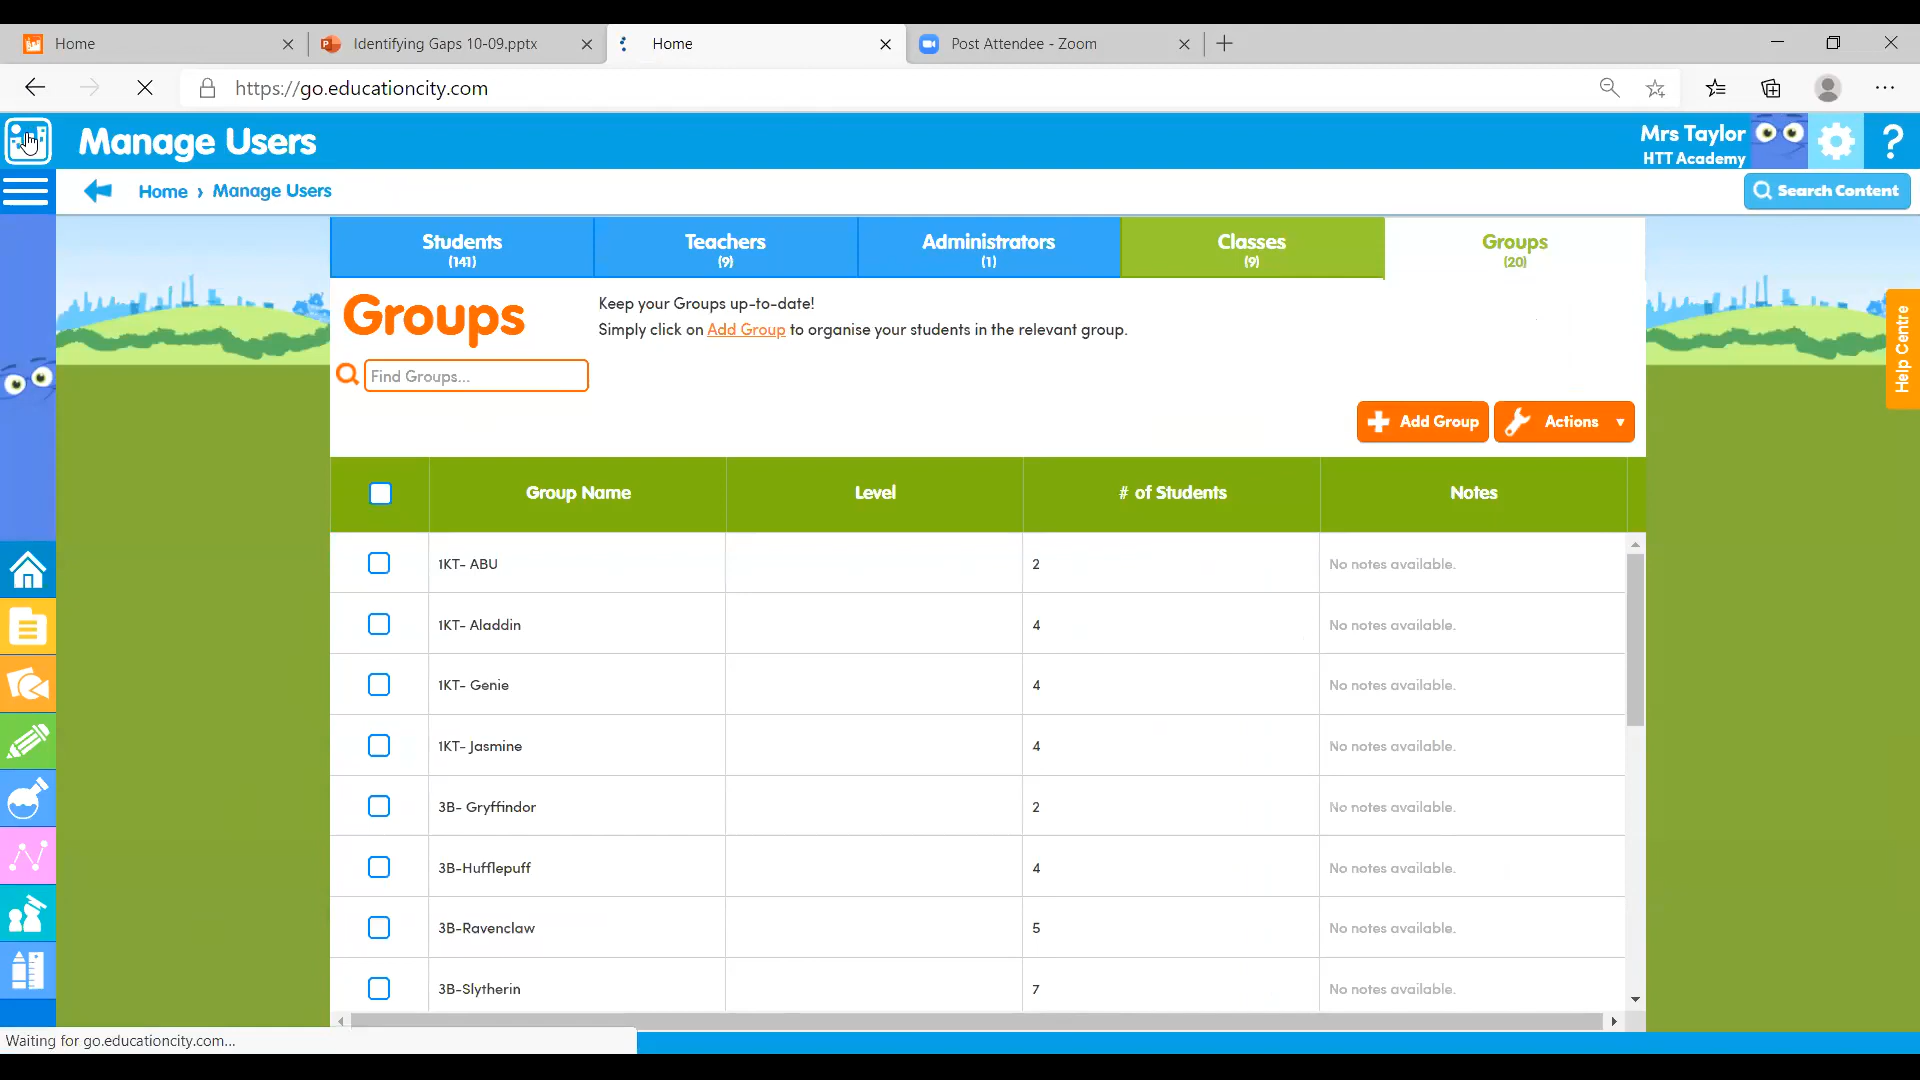 Home
Identifying Gaps 10-09.pptx
Home
Post Attendee - Zoom
https://go.educationcity.com
Manage Users
Mrs Taylor
HTT Academy
?
Home › Manage Users
Search Content
Students
(141)
Teachers
(9)
Administrators
(1)
Classes
(9)
Groups
(20)
Groups
Keep your Groups up-to-date!
Simply click on Add Group to organise your students in the relevant group.
Find Groups...
Help Centre
Add Group
Actions
Group Name
Level
# of Students
Notes
1KT- ABU 2 No notes available.
1KT- Aladdin 4 No notes available.
1KT- Genie 4 No notes available.
1KT- Jasmine 4 No notes available.
3B- Gryffindor 2 No notes available.
3B-Hufflepuff 4 No notes available.
3B-Ravenclaw 5 No notes available.
3B-Slytherin 7 No notes available.
Waiting for go.educationcity.com...